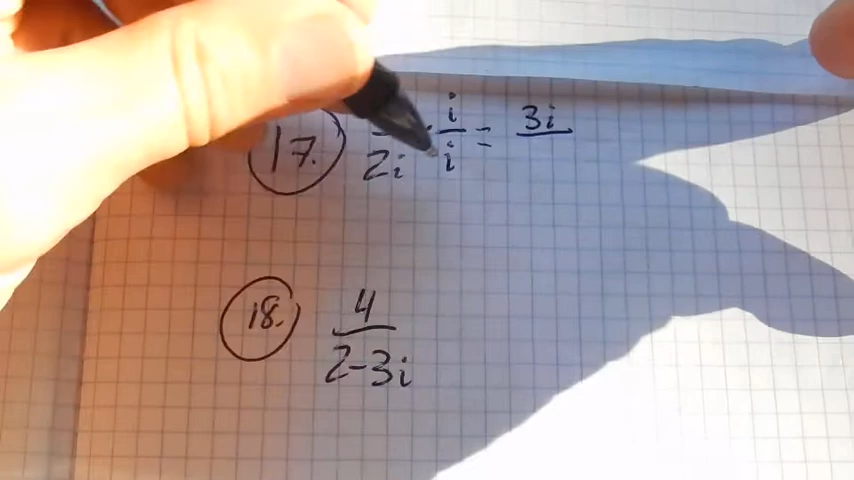 17. /2i · i/i = 3i/
18. 4/2-3i